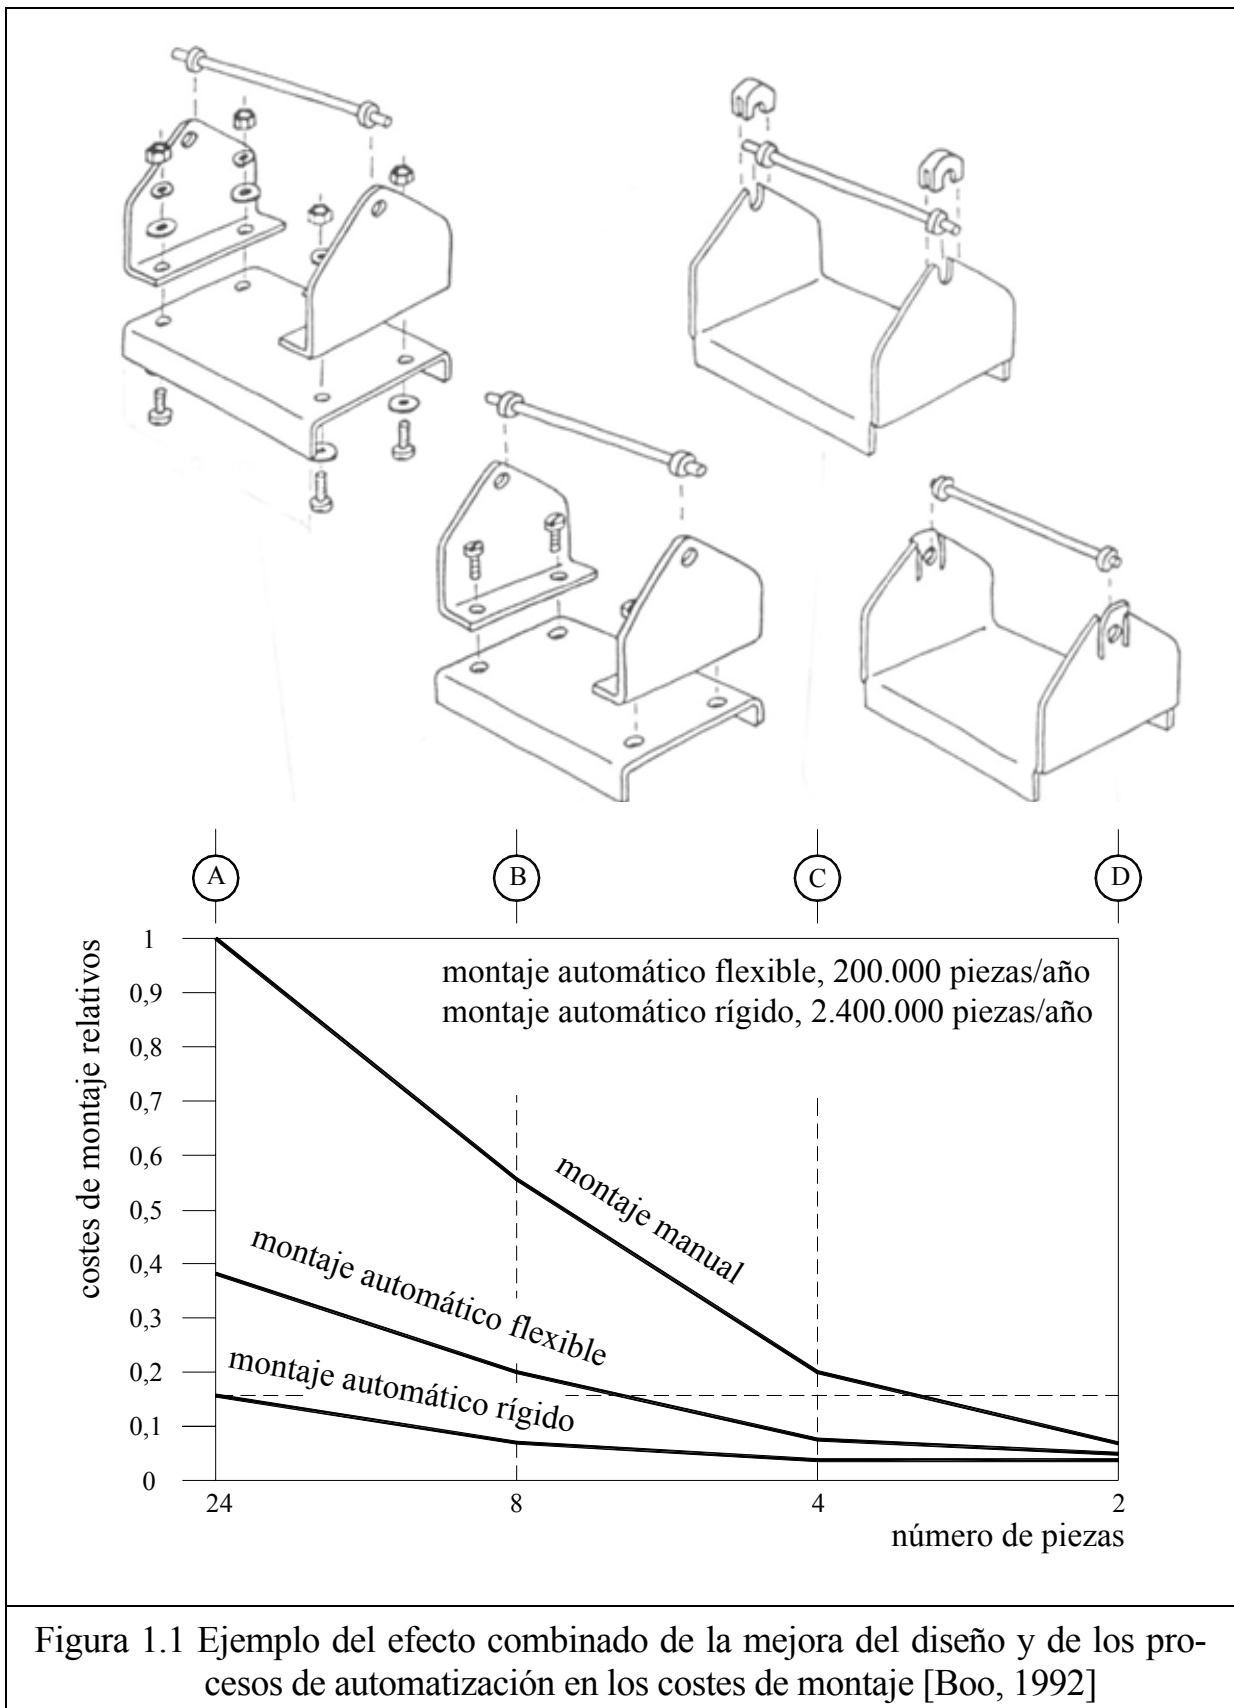 A
B
C
D
costes de montaje relativos
1
0,9
0,8
0,7
0,6
0,5
0,4
0,3
0,2
0,1
0
montaje automático flexible, 200.000 piezas/año
montaje automático rígido, 2.400.000 piezas/año
montaje manual
montaje automático flexible
montaje automático rígido
24
8
4
2
número de piezas
Figura 1.1 Ejemplo del efecto combinado de la mejora del diseño y de los pro-
cesos de automatización en los costes de montaje [Boo, 1992]